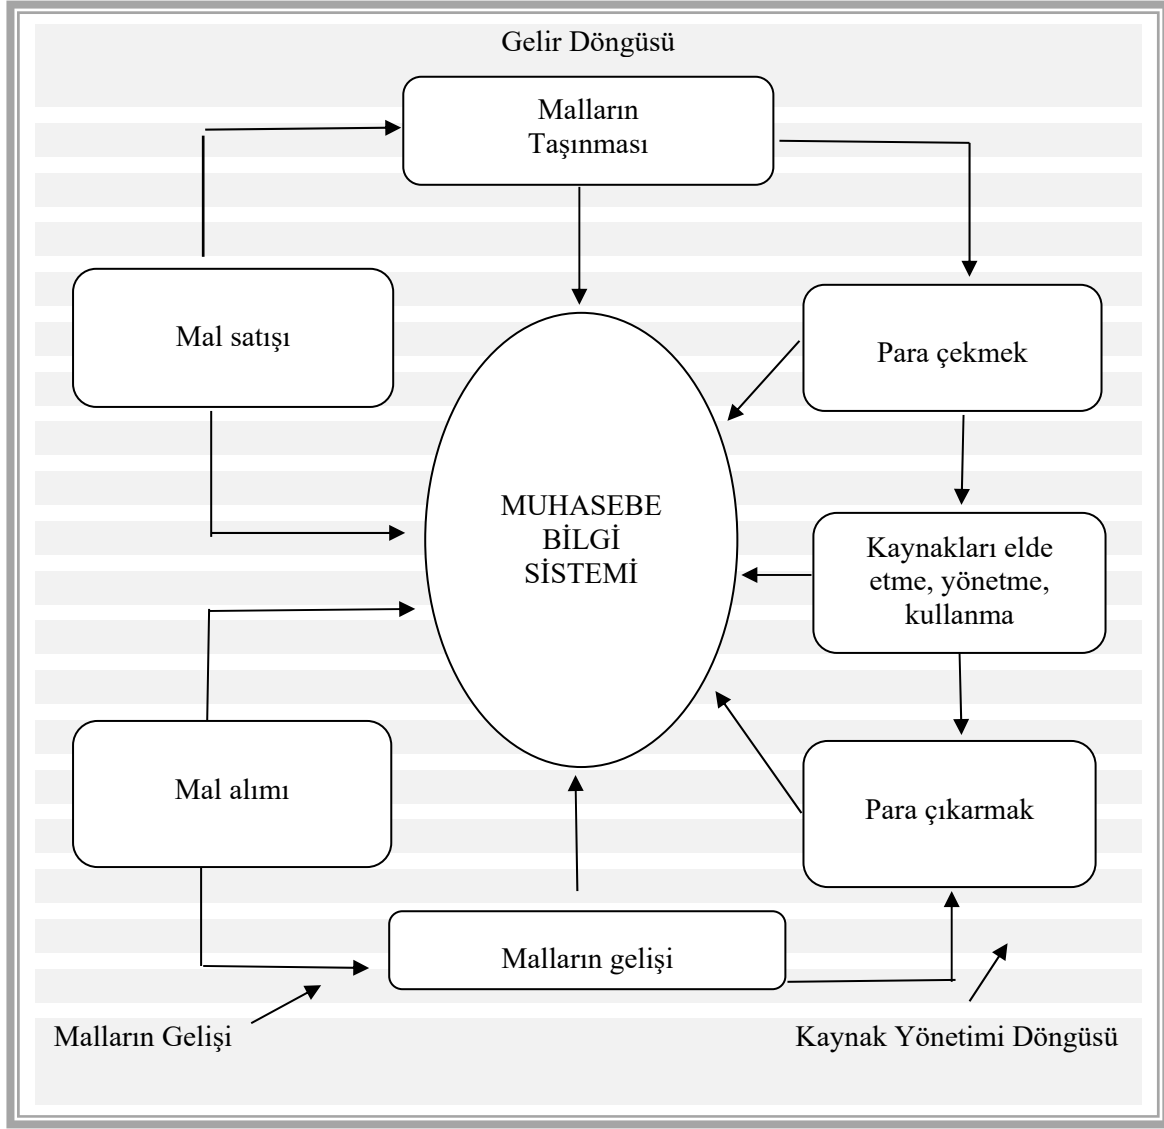 Gelir Döngüsü
Malların
Taşınması
Mal satışı
Para çekmek
MUHASEBE
BİLGİ
SİSTEMİ
Kaynakları elde
etme, yönetme,
kullanma
Mal alımı
Para çıkarmak
Malların gelişi
Malların Gelişi
Kaynak Yönetimi Döngüsü